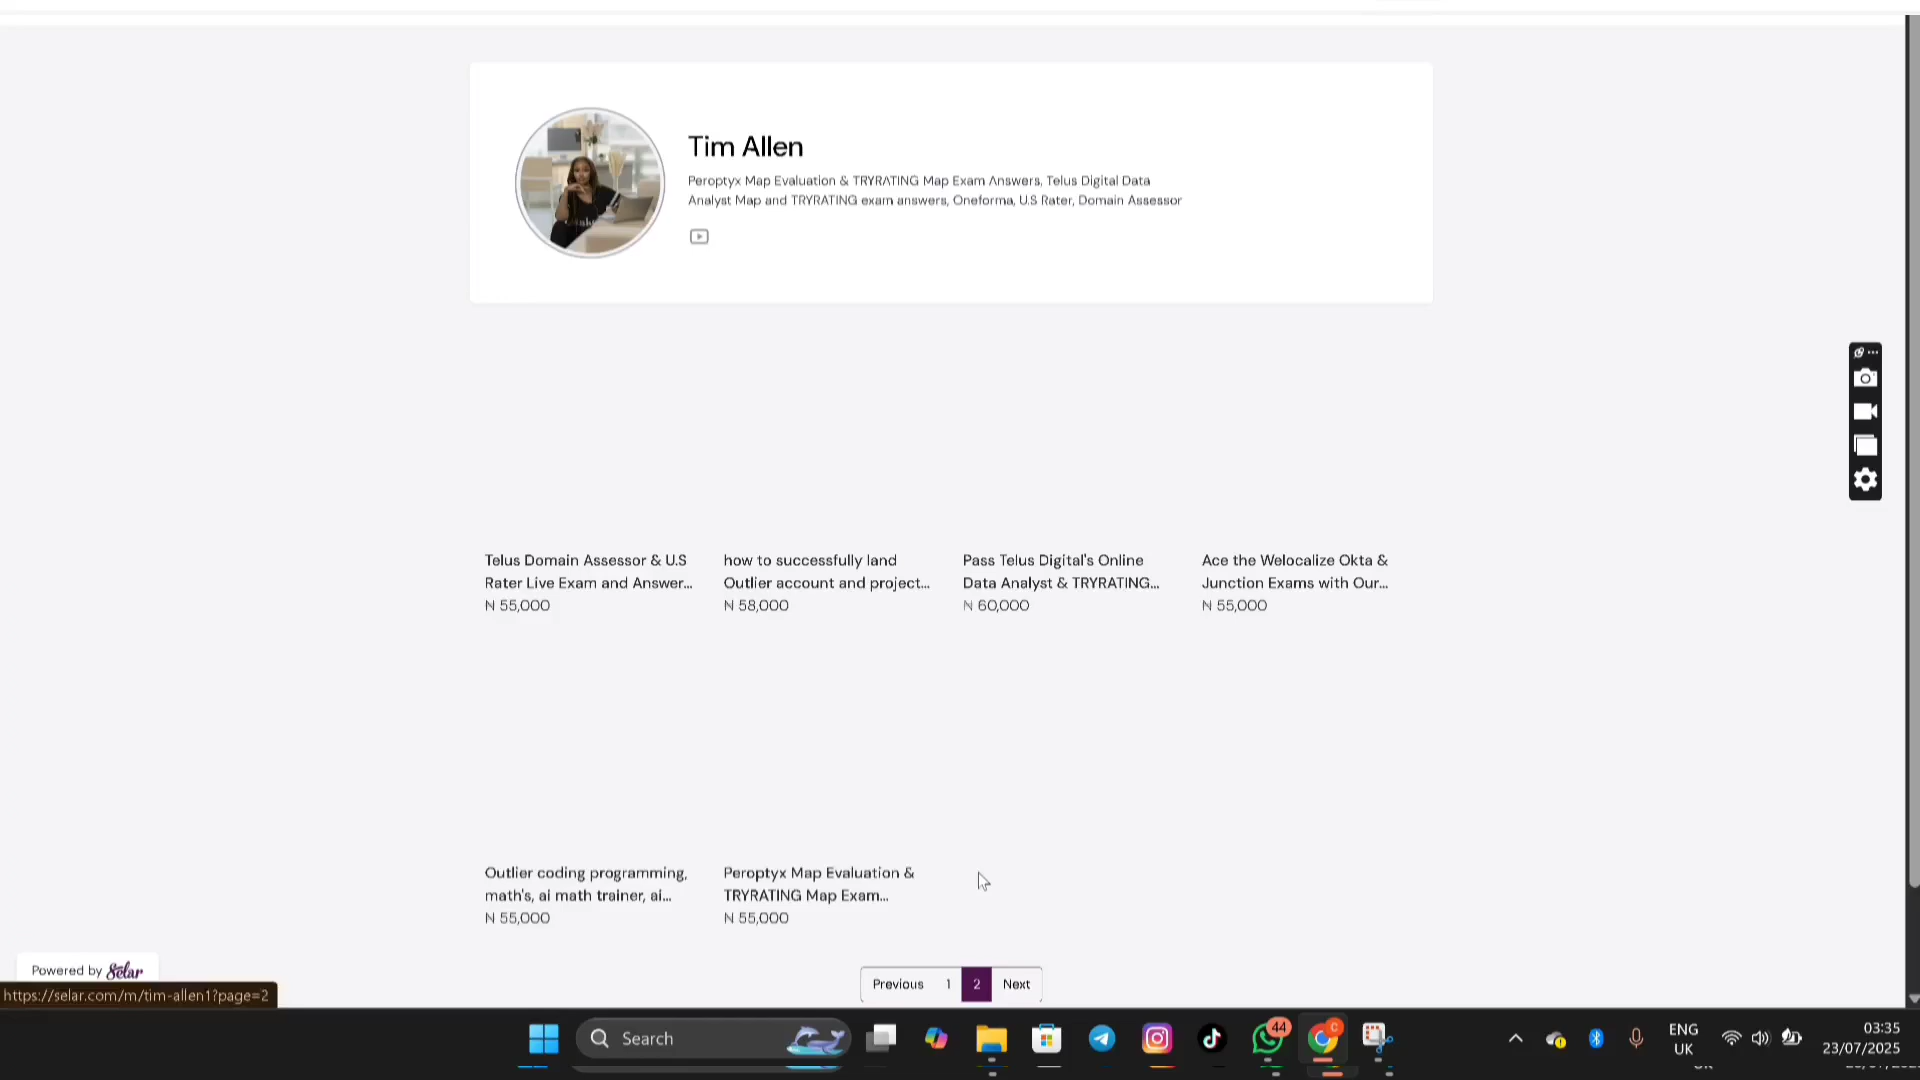 Tim Allen
Peroptyx Map Evaluation & TRYRATING Map Exam Answers, Telus Digital Data
Analyst Map and TRYRATING exam answers, Oneforma, U.S Rater, Domain Assessor
Telus Domain Assessor & U.S
Rater Live Exam and Answer...
₦ 55,000
how to successfully land
Outlier account and project...
₦ 58,000
Pass Telus Digital's Online
Data Analyst & TRYRATING...
₦ 60,000
Ace the Welocalize Okta &
Junction Exams with Our...
₦ 55,000
Outlier coding programming,
math's, ai math trainer, ai...
₦ 55,000
Peroptyx Map Evaluation &
TRYRATING Map Exam...
₦ 55,000
Previous 1 2 Next
Powered by Selar
https://selar.com/m/tim-allen1?page=2
Search
44
C
ENG
UK
03:35
23/07/2025